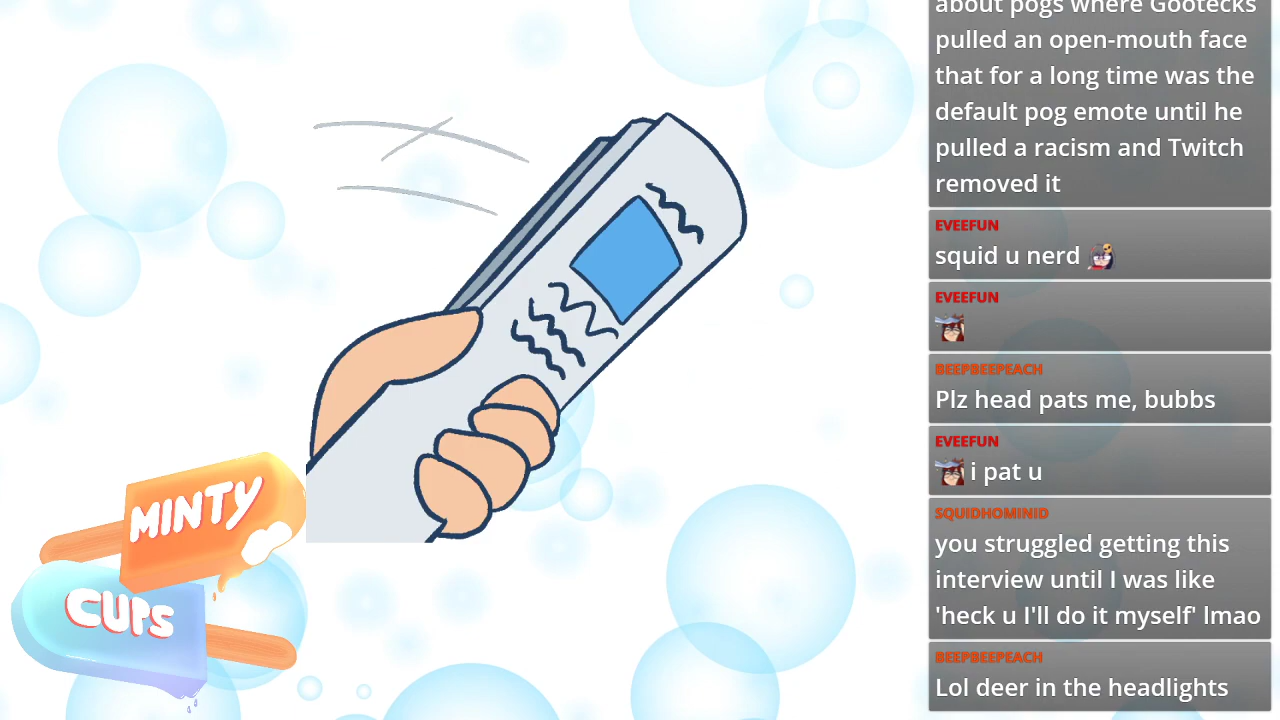 MINTY
CUPS
about pogs where Gootecks
pulled an open-mouth face
that for a long time was the
default pog emote until he
pulled a racism and Twitch
removed it
EVEEFUN
squid u nerd
EVEEFUN
BEEPBEEPEACH
Plz head pats me, bubbs
EVEEFUN
i pat u
SQUIDHOMINID
you struggled getting this
interview until I was like
'heck u I'll do it myself' lmao
BEEPBEEPEACH
Lol deer in the headlights